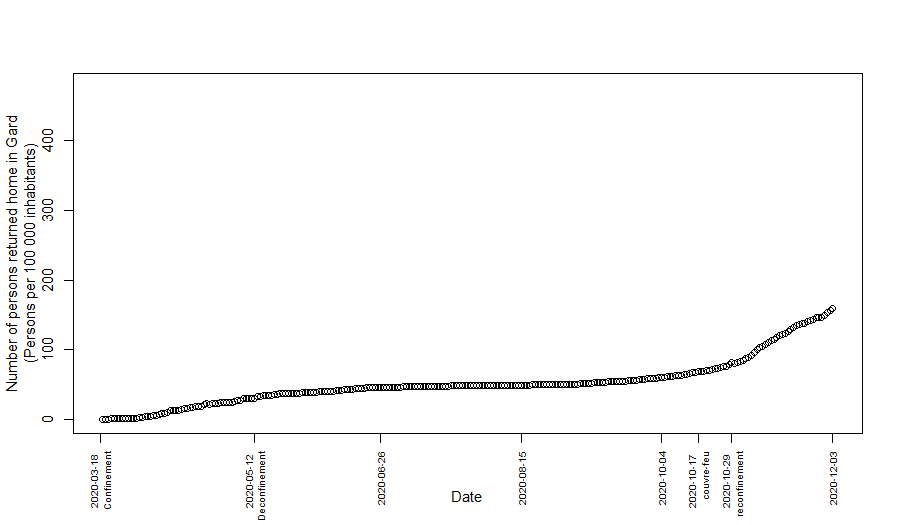 Number of persons returned home in Gard
(Persons per 100 000 inhabitants)
400
300
200
100
0
2020-03-18
Confinement
2020-05-12
Deconfinement
2020-06-26
2020-08-15
2020-10-04
2020-10-17
couvre-feu
2020-10-29
reconfinement
2020-12-03
Date